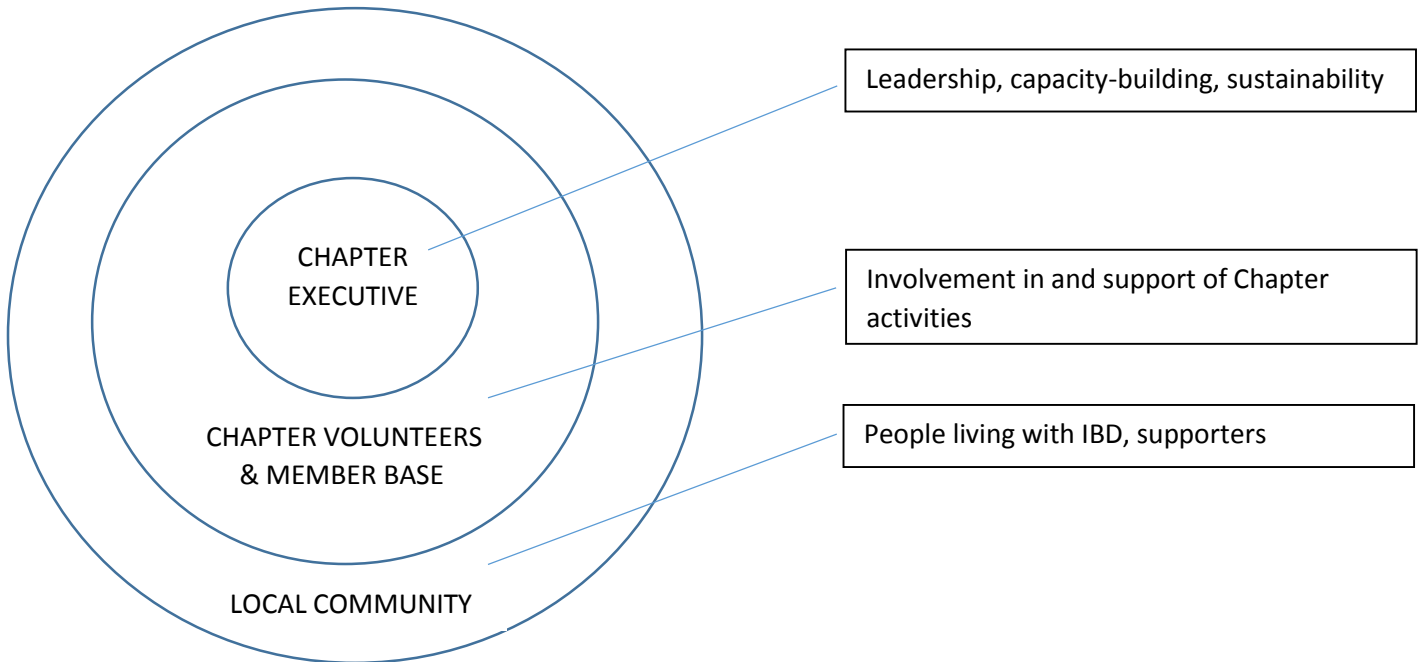 Leadership, capacity-building, sustainability
CHAPTER
EXECUTIVE
Involvement in and support of Chapter
activities
CHAPTER VOLUNTEERS
& MEMBER BASE
People living with IBD, supporters
LOCAL COMMUNITY